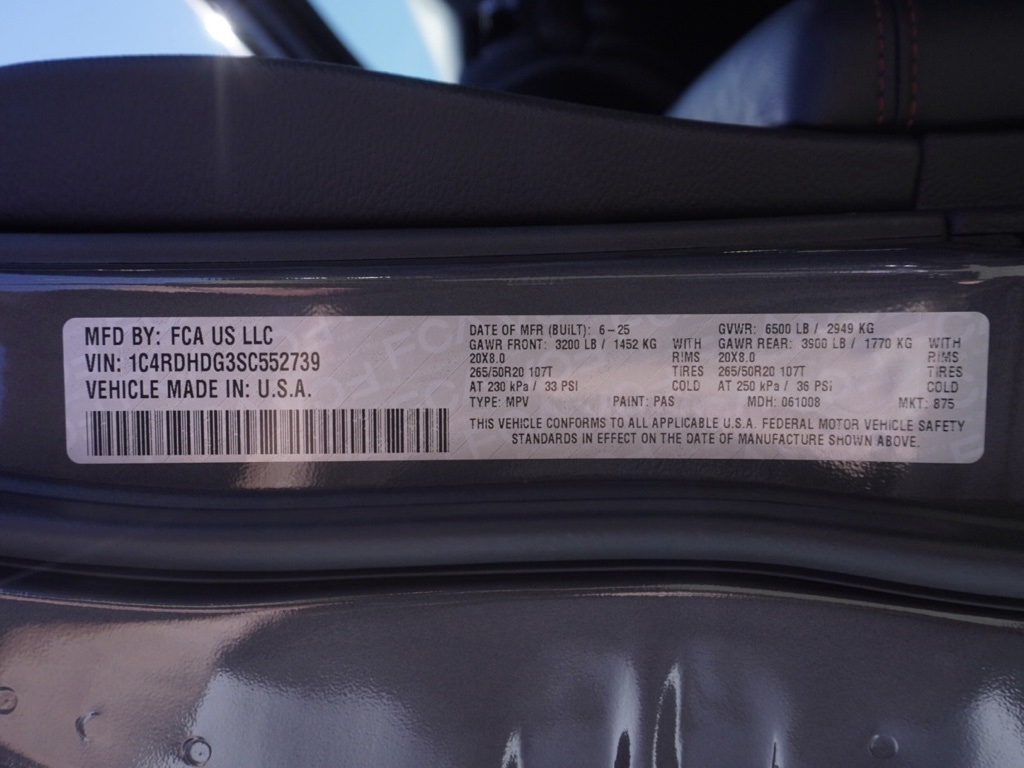 MFD BY: FCA US LLC
VIN: 1C4RDHDG3SC552739
VEHICLE MADE IN: U.S.A.
DATE OF MFR (BUILT): 6-25 GVWR: 6500 LB / 2949 KG
GAWR FRONT: 3200 LB / 1452 KG WITH GAWR REAR: 3900 LB / 1770 KG WITH
20X8.0 RIMS 20X8.0 RIMS
265/50R20 107T TIRES 265/50R20 107T TIRES
AT 230 kPa / 33 PSI COLD AT 250 kPa / 36 PSI COLD
TYPE: MPV PAINT: PAS MDH: 061008 MKT: 875
THIS VEHICLE CONFORMS TO ALL APPLICABLE U.S.A. FEDERAL MOTOR VEHICLE SAFETY
STANDARDS IN EFFECT ON THE DATE OF MANUFACTURE SHOWN ABOVE.